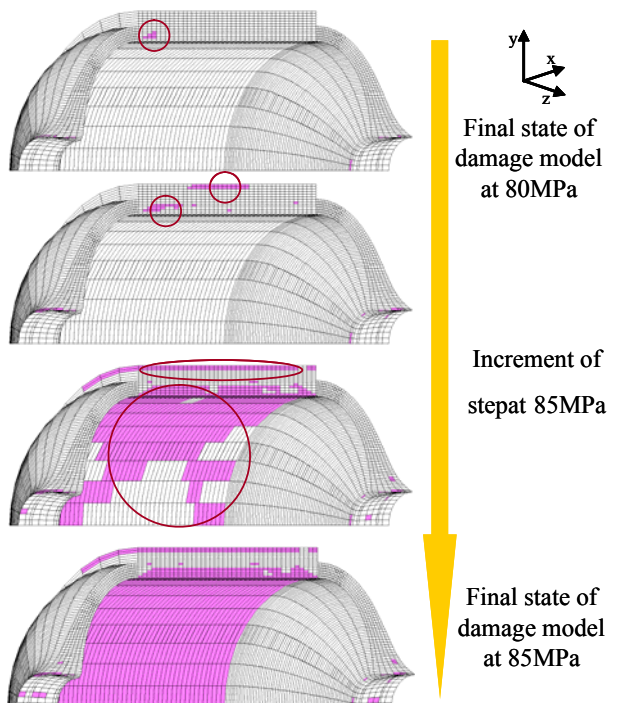 y
x
z
Final state of
damage model
at 80MPa
Increment of
stepat 85MPa
Final state of
damage model
at 85MPa